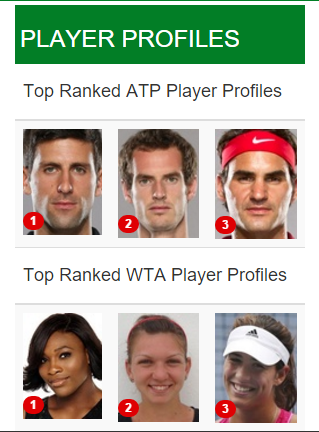 PLAYER PROFILES
Top Ranked ATP Player Profiles
1 2 3
Top Ranked WTA Player Profiles
1 2 3